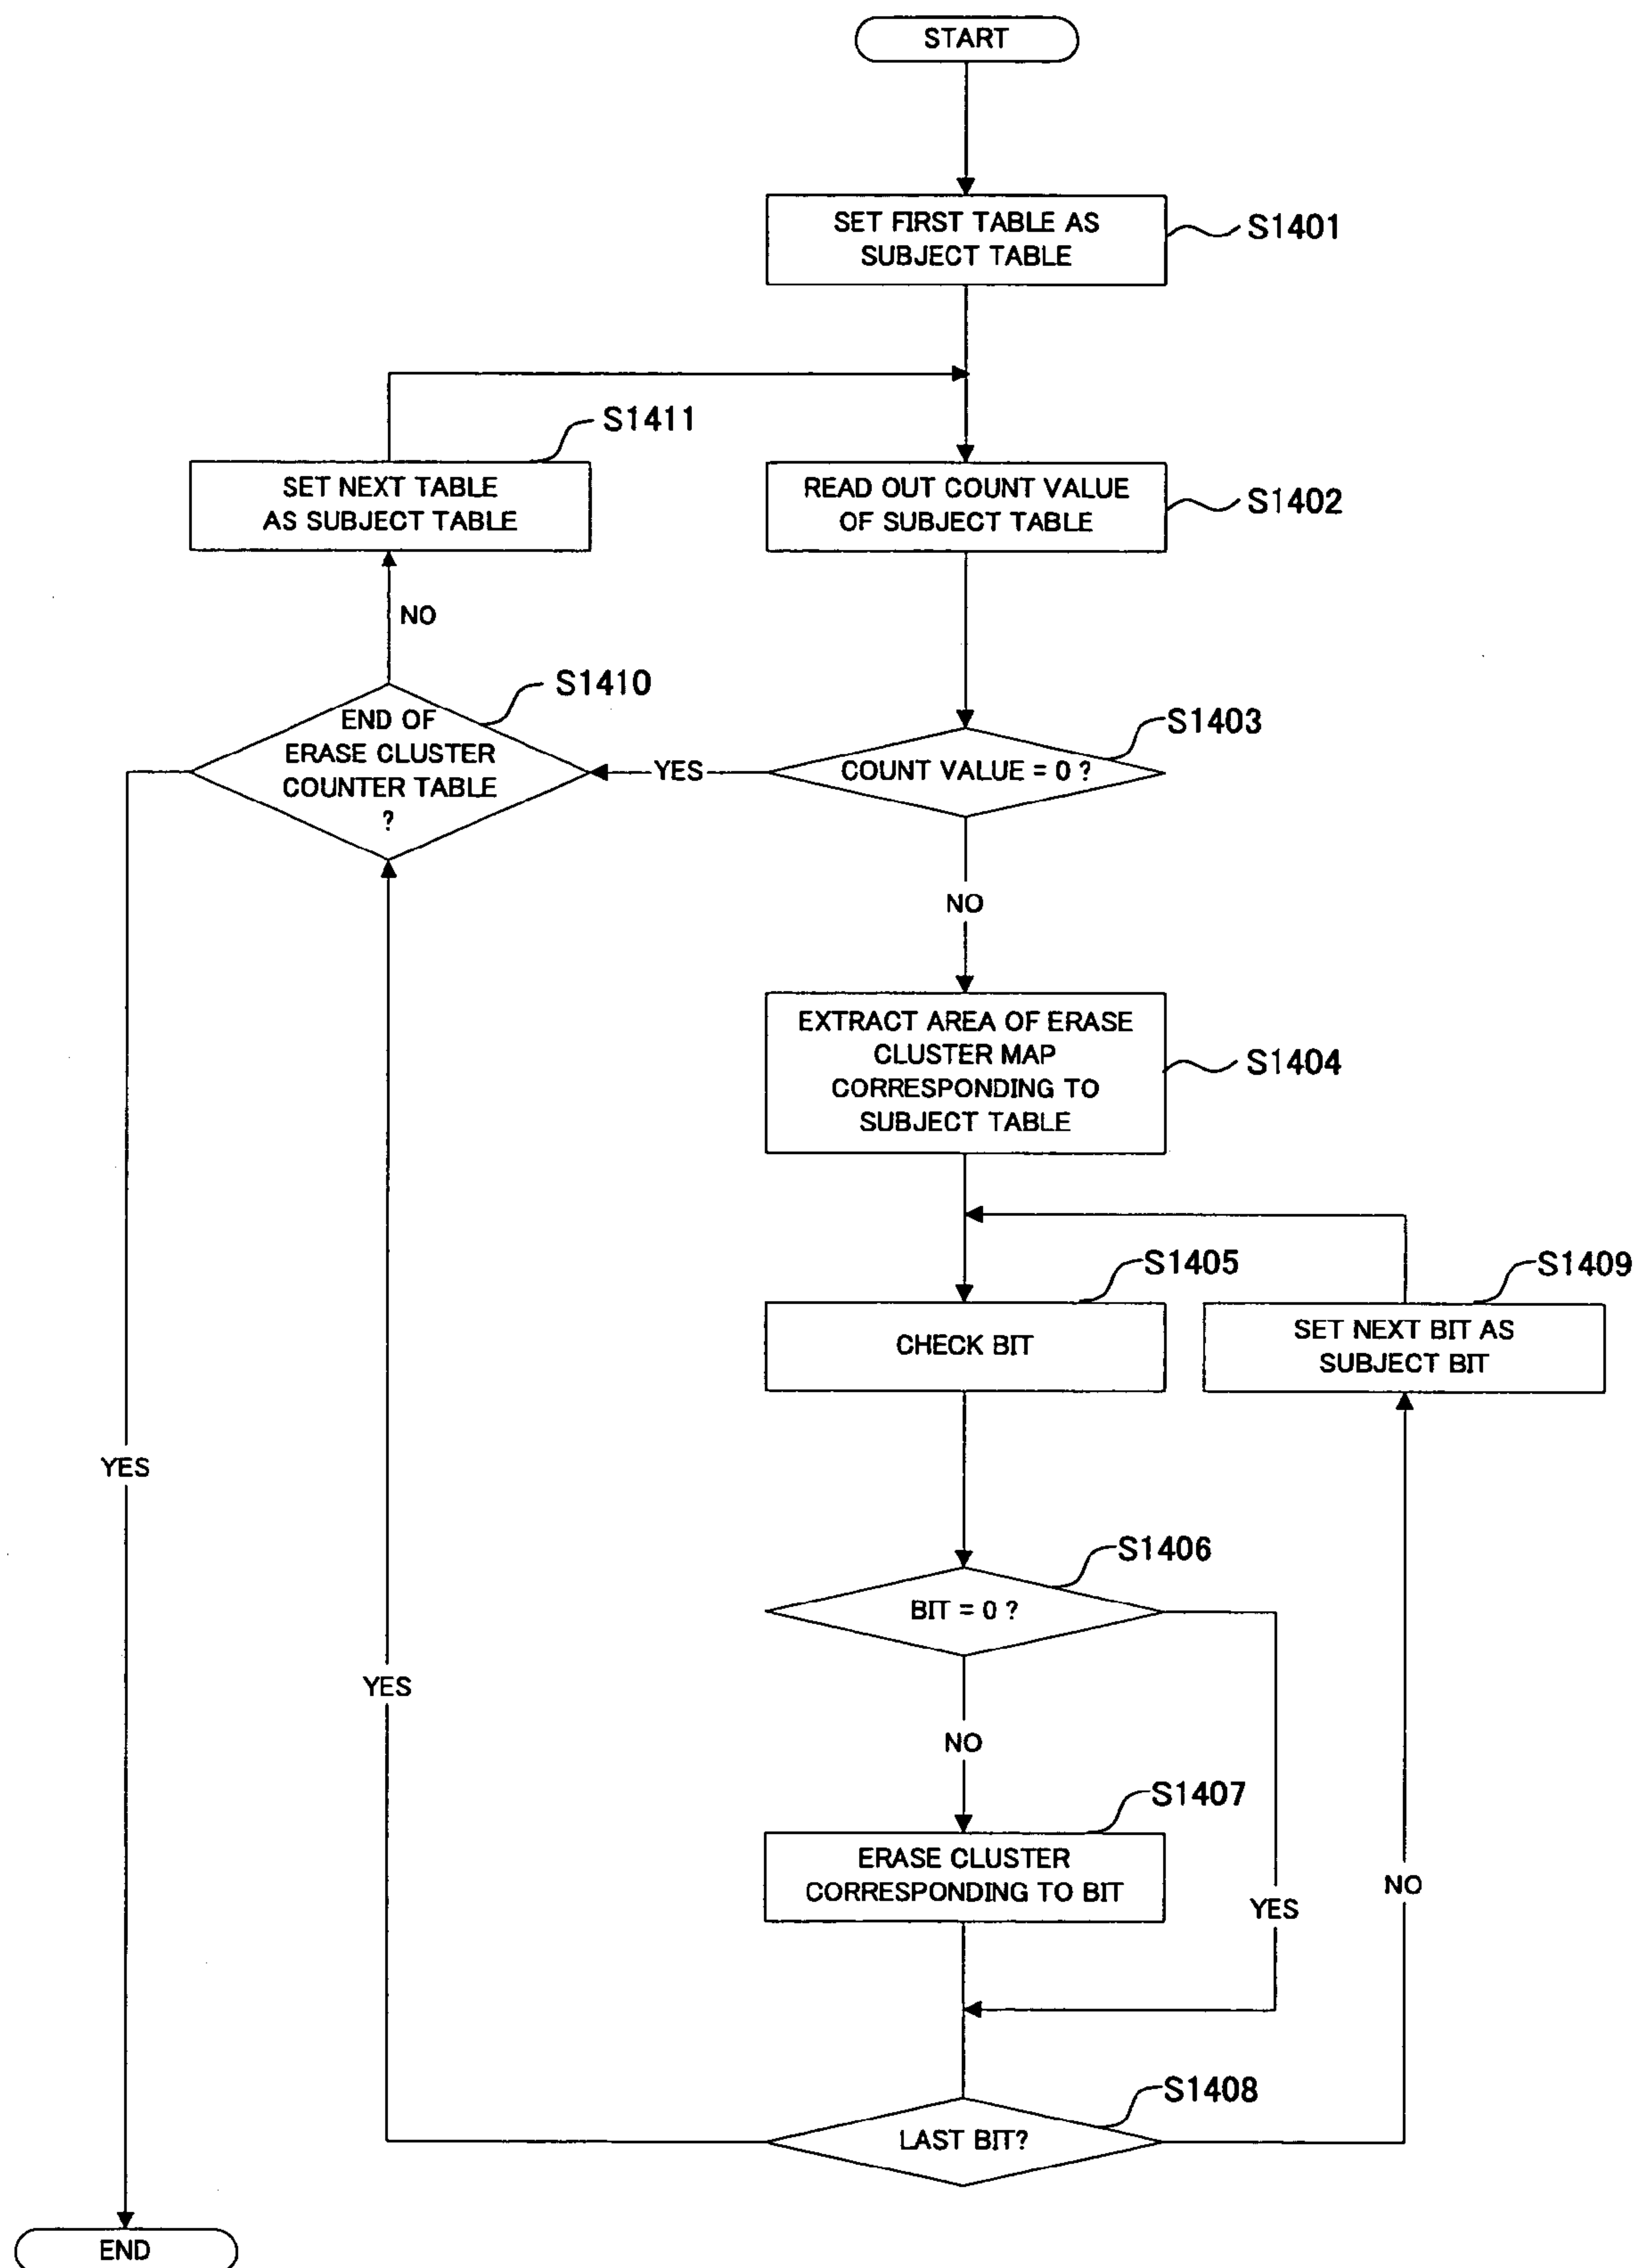 START
SET FIRST TABLE AS
SUBJECT TABLE
S1401
S1411
SET NEXT TABLE
AS SUBJECT TABLE
READ OUT COUNT VALUE
OF SUBJECT TABLE
S1402
NO
S1410
END OF
ERASE CLUSTER
COUNTER TABLE
?
YES
S1403
COUNT VALUE = 0 ?
NO
EXTRACT AREA OF ERASE
CLUSTER MAP
CORRESPONDING TO
SUBJECT TABLE
S1404
S1405
CHECK BIT
S1409
SET NEXT BIT AS
SUBJECT BIT
YES
S1406
BIT = 0 ?
YES
NO
S1407
ERASE CLUSTER
CORRESPONDING TO BIT
YES
NO
S1408
LAST BIT?
END